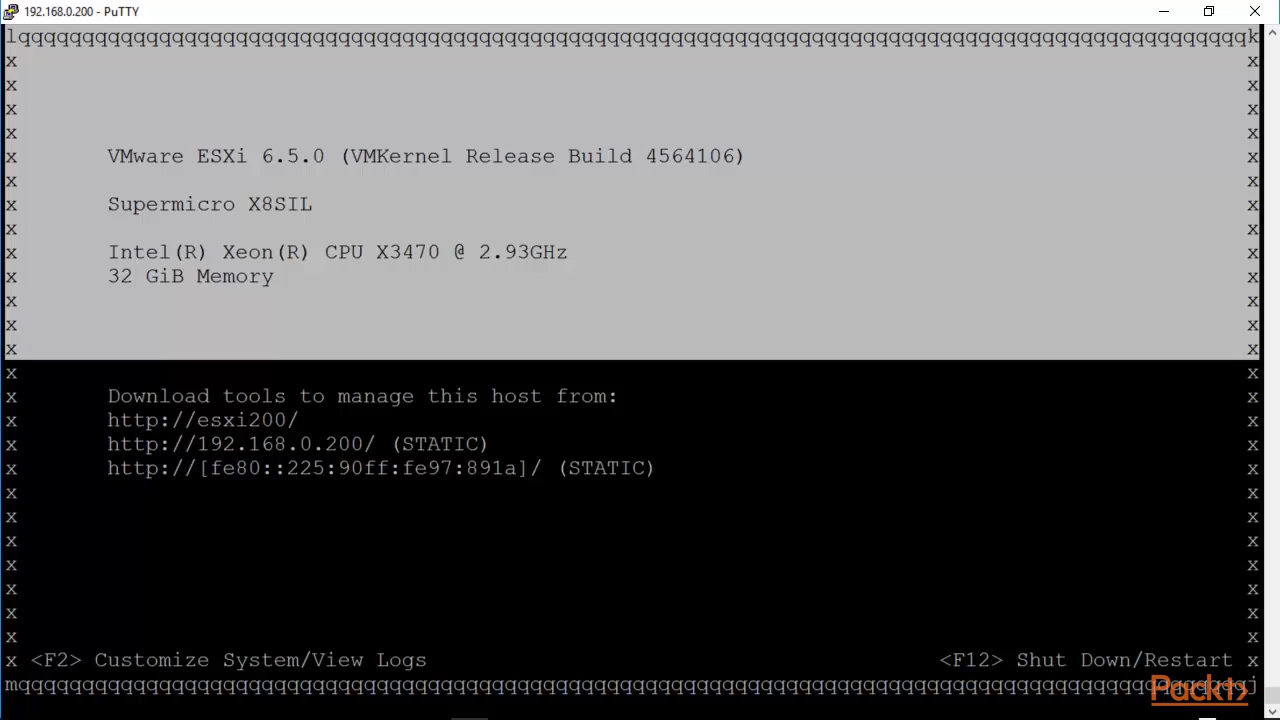 192.168.0.200 - PuTTY
lqqqqqqqqqqqqqqqqqqqqqqqqqqqqqqqqqqqqqqqqqqqqqqqqqqqqqqqqqqqqqqqqqqqqqqqqqqqqqqqqqqqqqqqqqqqqqqqqk
x x
x x
x x
x x
x VMware ESXi 6.5.0 (VMKernel Release Build 4564106) x
x x
x Supermicro X8SIL x
x x
x Intel(R) Xeon(R) CPU X3470 @ 2.93GHz x
x 32 GiB Memory x
x x
x x
x x
x x
x Download tools to manage this host from: x
x http://esxi200/ x
x http://192.168.0.200/ (STATIC) x
x http://[fe80::225:90ff:fe97:891a]/ (STATIC) x
x x
x x
x x
x x
x x
x x
x x
x <F2> Customize System/View Logs <F12> Shut Down/Restart x
mqqqqqqqqqqqqqqqqqqqqqqqqqqqqqqqqqqqqqqqqqqqqqqqqqqqqqqqqqqqqqqqqqqqqqqqqqqqqqqqqqqqqqqqqqqqqqqqqj
Packt>